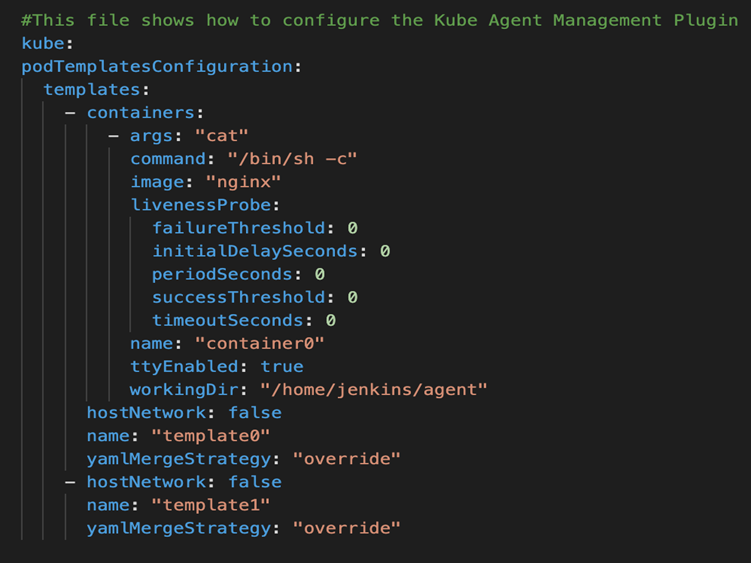 #This file shows how to configure the Kube Agent Management Plugin
kube:
podTemplatesConfiguration:
  templates:
    – containers:
        – args: "cat"
          command: "/bin/sh –c"
          image: "nginx"
          livenessProbe:
            failureThreshold: 0
            initialDelaySeconds: 0
            periodSeconds: 0
            successThreshold: 0
            timeoutSeconds: 0
          name: "container0"
          ttyEnabled: true
          workingDir: "/home/jenkins/agent"
      hostNetwork: false
      name: "template0"
      yamlMergeStrategy: "override"
    – hostNetwork: false
      name: "template1"
      yamlMergeStrategy: "override"